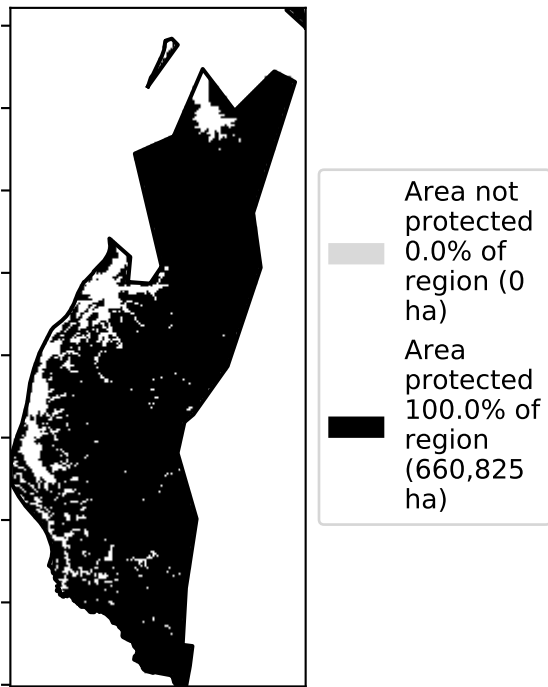 Area not
protected
0.0% of
region (0
ha)
Area
protected
100.0% of
region
(660,825
ha)